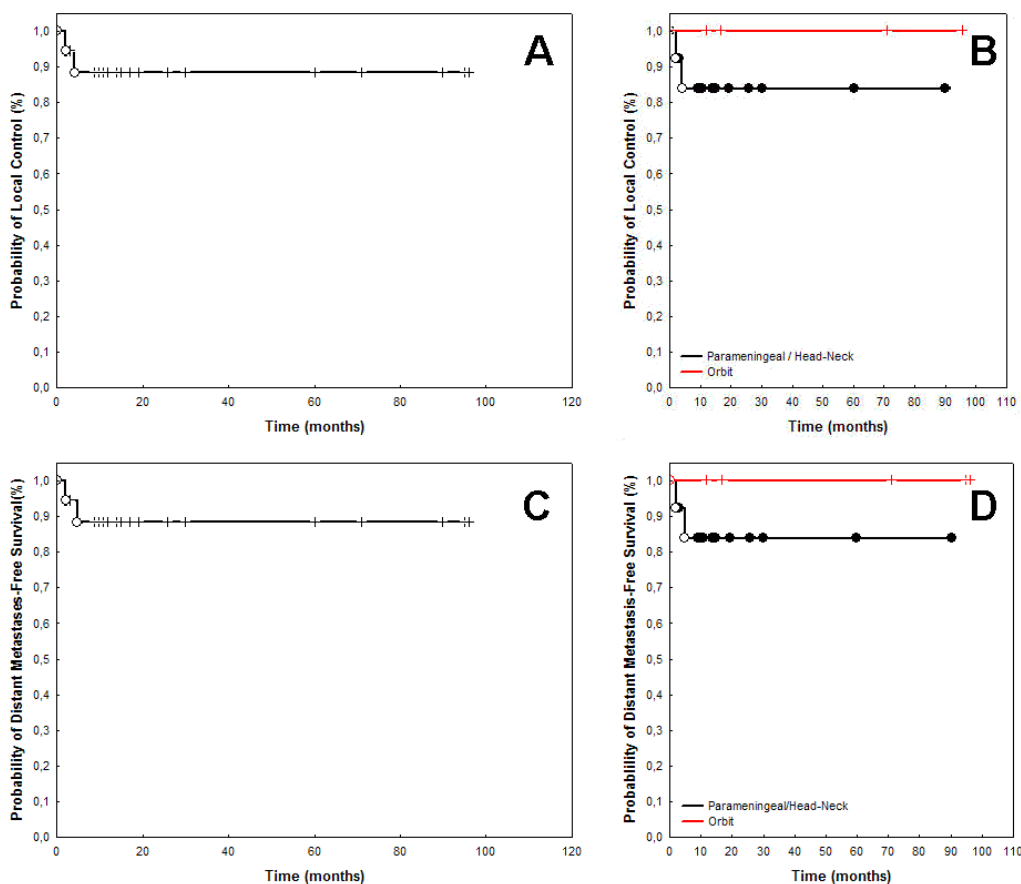 A
Probability of Local Control (%)
1,0
0,9
0,8
0,7
0,6
0,5
0,4
0,3
0,2
0,1
0,0
0 20 40 60 80 100 120
Time (months)
B
Probability of Local Control (%)
1,0
0,9
0,8
0,7
0,6
0,5
0,4
0,3
0,2
0,1
0,0
Parameningeal / Head-Neck
Orbit
0 10 20 30 40 50 60 70 80 90 100 110
Time (months)
C
Probability of Distant Metastases-Free Survival(%)
1,0
0,9
0,8
0,7
0,6
0,5
0,4
0,3
0,2
0,1
0,0
0 20 40 60 80 100 120
Time (months)
D
Probability of Distant Metastasis-Free Survival (%)
1,0
0,9
0,8
0,7
0,6
0,5
0,4
0,3
0,2
0,1
0,0
Parameningeal/Head-Neck
Orbit
0 10 20 30 40 50 60 70 80 90 100 110
Time (months)